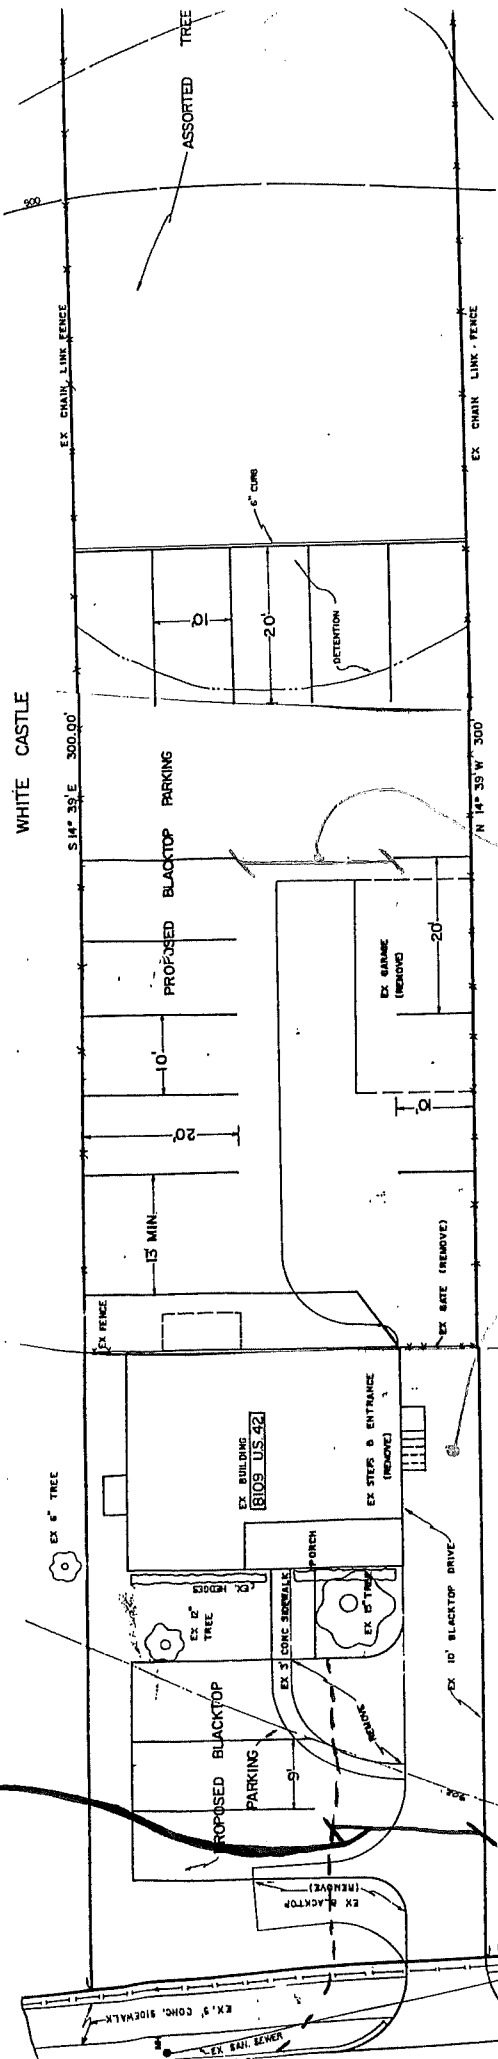 ASSORTED TREE
900
EX CHAIN LINK FENCE
EX CHAIN LINK FENCE
6" CURB
10'
20'
DETENTION
WHITE CASTLE
S 14° 39' E 300.00'
N 14° 39' W 300'
PROPOSED BLACKTOP PARKING
EX GARAGE
(REMOVE)
20'
10'
10'
20'
13' MIN.
EX FENCE
EX GATE (REMOVE)
EX BUILDING
8109 U.S. 42
EX STEPS & ENTRANCE
(REMOVE)
EX 6" TREE
PORCH
EX. HEDGES
EX 12"
TREE
EX 3' CONC SIDEWALK
EX 15" TREE
EX 10' BLACKTOP DRIVE
REMOVE
PROPOSED BLACKTOP
PARKING
9'
EX BLACKTOP
(REMOVE)
EX. 5' CONC. SIDEWALK
EX SAN. SEWER